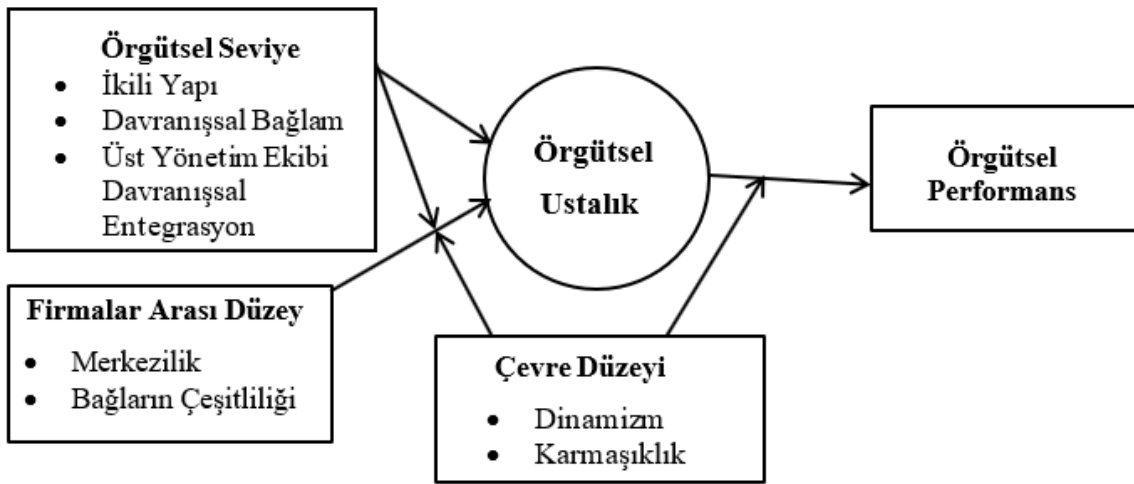 Örgütsel Seviye
• İkili Yapı
• Davranışsal Bağlam
• Üst Yönetim Ekibi
Davranışsal
Entegrasyon
Örgütsel
Ustalık
Örgütsel
Performans
Firmalar Arası Düzey
• Merkezilik
• Bağların Çeşitliliği
Çevre Düzeyi
• Dinamizm
• Karmaşıklık